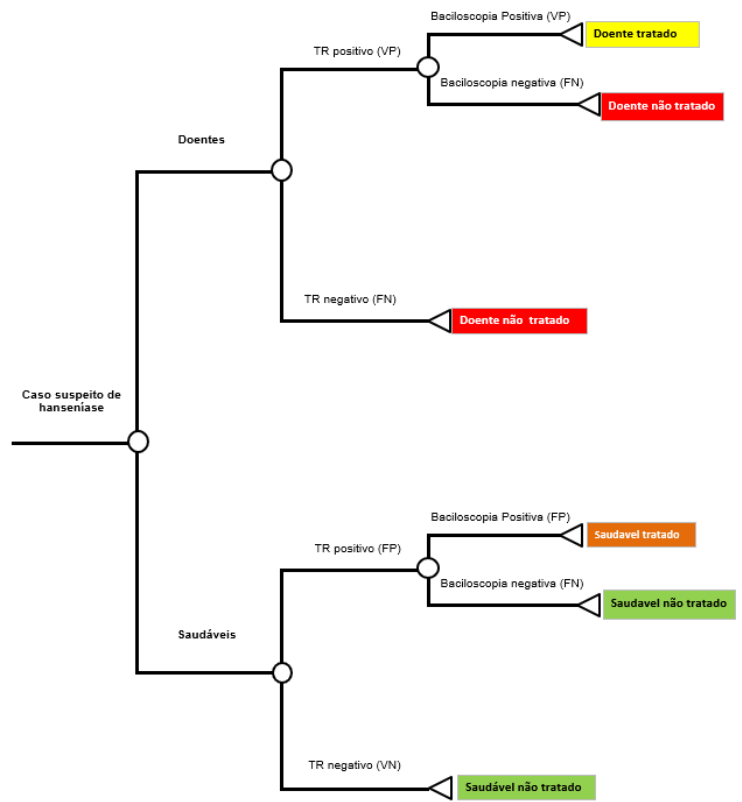 Baciloscopia Positiva (VP)
Doente tratado
TR positivo (VP)
Baciloscopia negativa (FN)
Doente não tratado
Doentes
TR negativo (FN)
Doente não tratado
Caso suspeito de
hanseníase
Baciloscopia Positiva (FP)
Saudavel tratado
TR positivo (FP)
Baciloscopia negativa (FN)
Saudavel não tratado
Saudáveis
TR negativo (VN)
Saudável não tratado